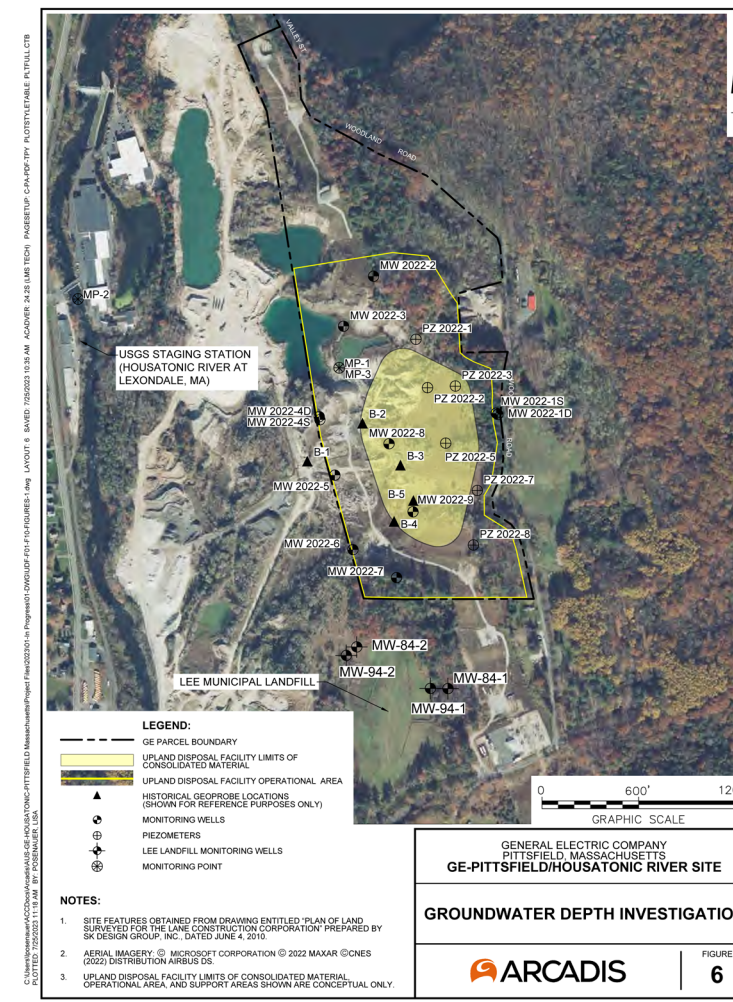 C:\Users\lposenauer\ACCDocs\Arcadis\AUS-GE-HOUSATONIC-PITTSFIELD Massachusetts\Project Files\2023\01-In Progress\01-DWG\UDF-F01-F10-FIGURES-1.dwg LAYOUT: 6 SAVED: 7/25/2023 10:35 AM ACADVER: 24.2S (LMS TECH) PAGESETUP: C-PA-PDF-TPY PLOTSTYLETABLE: PLTFULL.CTB
PLOTTED: 7/25/2023 11:18 AM BY: POSENAUER, LISA
VALLEY ST.
WOODLAND ROAD
MW 2022-2
MP-2
MW 2022-3
PZ 2022-1
USGS STAGING STATION
(HOUSATONIC RIVER AT
LEXONDALE, MA)
MP-1
MP-3
PZ 2022-3
PZ 2022-2
MW 2022-1S
MW 2022-1D
MW 2022-4D
MW 2022-4S
B-2
MW 2022-8
ROAD
B-1
B-3
PZ 2022-5
MW 2022-5
PZ 2022-7
B-5
MW 2022-9
B-4
MW 2022-6
PZ 2022-8
MW 2022-7
MW-84-2
MW-94-2
LEE MUNICIPAL LANDFILL
MW-84-1
MW-94-1
LEGEND:
GE PARCEL BOUNDARY
UPLAND DISPOSAL FACILITY LIMITS OF
CONSOLIDATED MATERIAL
UPLAND DISPOSAL FACILITY OPERATIONAL AREA
HISTORICAL GEOPROBE LOCATIONS
(SHOWN FOR REFERENCE PURPOSES ONLY)
MONITORING WELLS
PIEZOMETERS
LEE LANDFILL MONITORING WELLS
MONITORING POINT
NOTES:
1. SITE FEATURES OBTAINED FROM DRAWING ENTITLED "PLAN OF LAND
SURVEYED FOR THE LANE CONSTRUCTION CORPORATION" PREPARED BY
SK DESIGN GROUP, INC., DATED JUNE 4, 2010.
2. AERIAL IMAGERY: © MICROSOFT CORPORATION © 2022 MAXAR ©CNES
(2022) DISTRIBUTION AIRBUS DS.
3. UPLAND DISPOSAL FACILITY LIMITS OF CONSOLIDATED MATERIAL,
OPERATIONAL AREA, AND SUPPORT AREAS SHOWN ARE CONCEPTUAL ONLY.
0 600' 12
GRAPHIC SCALE
GENERAL ELECTRIC COMPANY
PITTSFIELD, MASSACHUSETTS
GE-PITTSFIELD/HOUSATONIC RIVER SITE
GROUNDWATER DEPTH INVESTIGATIO
ARCADIS
FIGURE
6